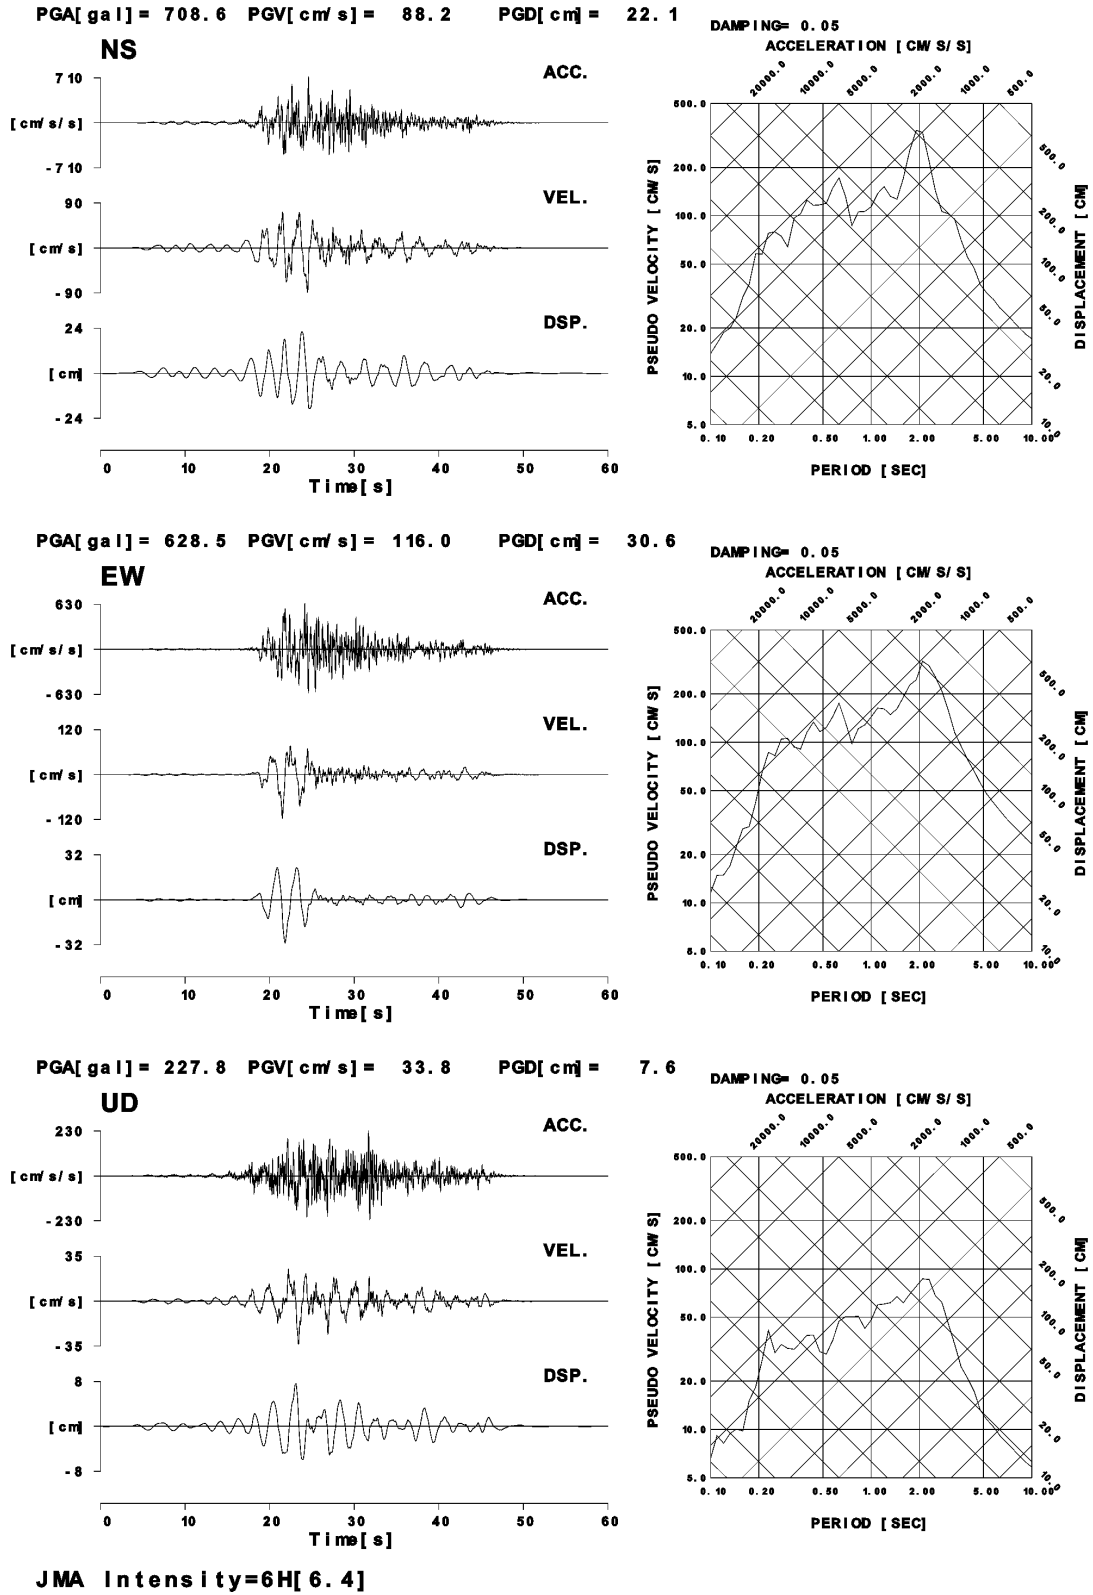 PGA[gal]= 708.6 PGV[cm/s]= 88.2 PGD[cm]= 22.1
NS
ACC.
710
[cm/s/s]
-710
VEL.
90
[cm/s]
-90
DSP.
24
[cm]
-24
0 10 20 30 40 50 60
Time[s]
DAMPING= 0.05
ACCELERATION [CM/S/S]
20000.0 10000.0 5000.0 2000.0 1000.0 500.0
PSEUDO VELOCITY [CM/S]
500.0
200.0
100.0
50.0
20.0
10.0
5.0
DISPLACEMENT [CM]
500.0
200.0
100.0
50.0
20.0
10.0
0.10 0.20 0.50 1.00 2.00 5.00 10.00
PERIOD [SEC]
PGA[gal]= 628.5 PGV[cm/s]= 116.0 PGD[cm]= 30.6
EW
ACC.
630
[cm/s/s]
-630
VEL.
120
[cm/s]
-120
DSP.
32
[cm]
-32
0 10 20 30 40 50 60
Time[s]
DAMPING= 0.05
ACCELERATION [CM/S/S]
20000.0 10000.0 5000.0 2000.0 1000.0 500.0
PSEUDO VELOCITY [CM/S]
500.0
200.0
100.0
50.0
20.0
10.0
5.0
DISPLACEMENT [CM]
500.0
200.0
100.0
50.0
20.0
10.0
0.10 0.20 0.50 1.00 2.00 5.00 10.00
PERIOD [SEC]
PGA[gal]= 227.8 PGV[cm/s]= 33.8 PGD[cm]= 7.6
UD
ACC.
230
[cm/s/s]
-230
VEL.
35
[cm/s]
-35
DSP.
8
[cm]
-8
0 10 20 30 40 50 60
Time[s]
DAMPING= 0.05
ACCELERATION [CM/S/S]
20000.0 10000.0 5000.0 2000.0 1000.0 500.0
PSEUDO VELOCITY [CM/S]
500.0
200.0
100.0
50.0
20.0
10.0
5.0
DISPLACEMENT [CM]
500.0
200.0
100.0
50.0
20.0
10.0
0.10 0.20 0.50 1.00 2.00 5.00 10.00
PERIOD [SEC]
JMA Intensity=6H[6.4]